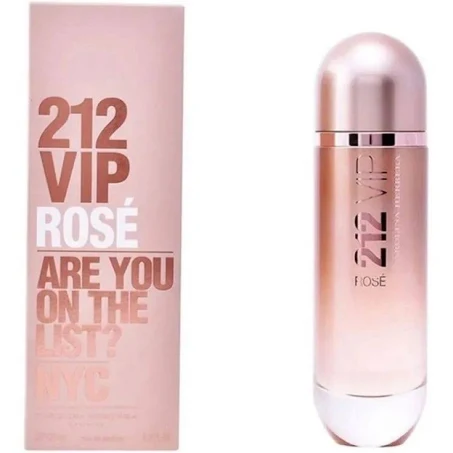 212
VIP
ROSÉ
ARE YOU
ON THE
LIST?
NYC
212 VIP
ROSÉ
CAROLINA HERRERA